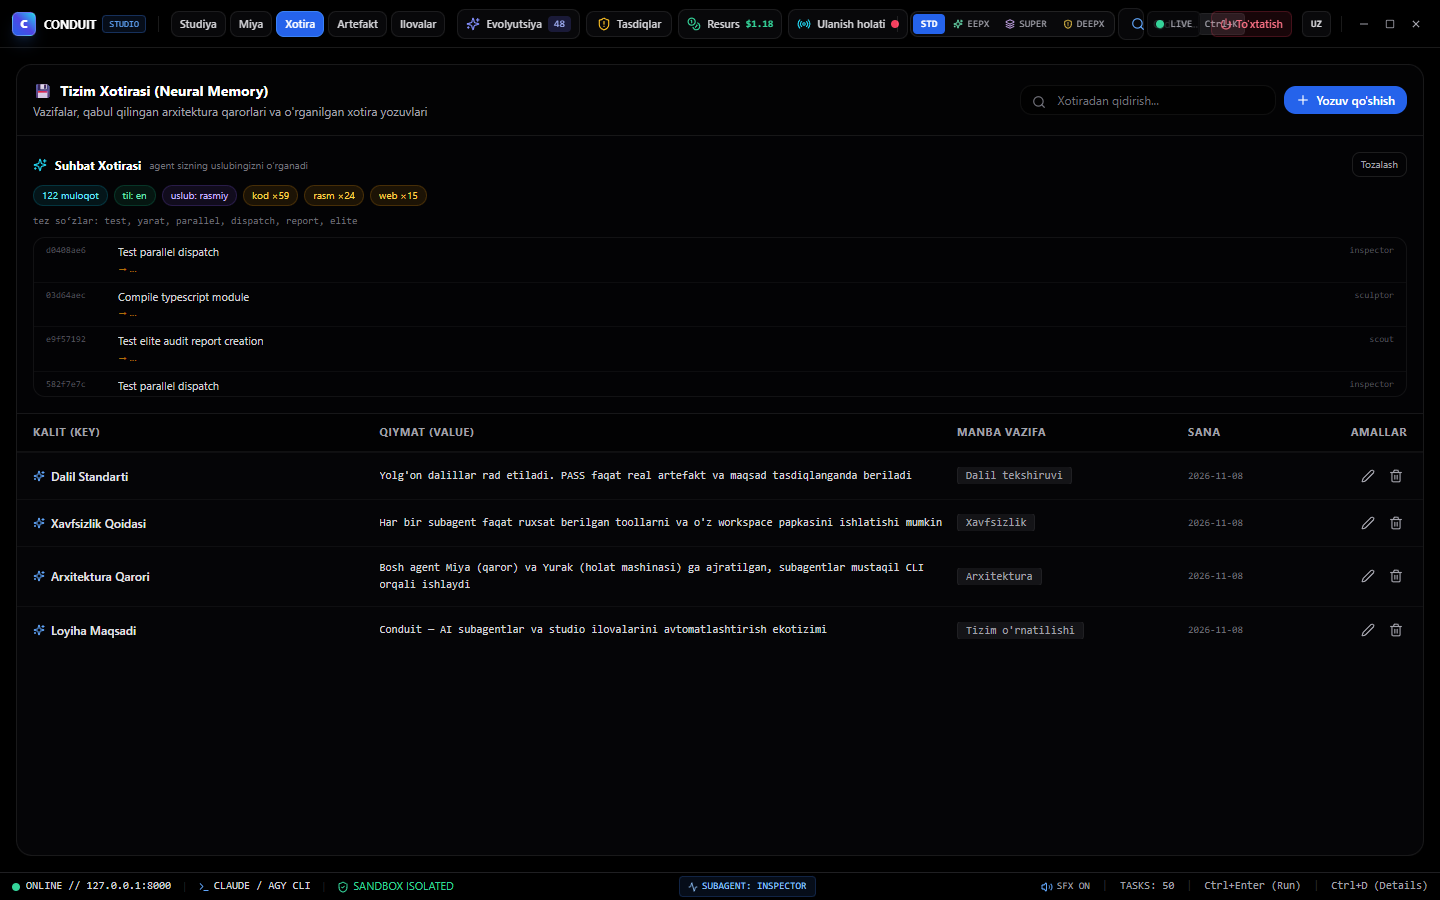 C CONDUIT STUDIO Studiya Miya Xotira Artefakt Ilovalar Evolyutsiya 48 Tasdiqlar Resurs $1.18 Ulanish holati STD EEPX SUPER DEEPX LIVE Ctrl+K To'xtatish UZ
Tizim Xotirasi (Neural Memory)
Vazifalar, qabul qilingan arxitektura qarorlari va o'rganilgan xotira yozuvlari
Xotiradan qidirish...
Yozuv qo'shish
Suhbat Xotirasi agent sizning uslubingizni o'rganadi
Tozalash
122 muloqot til: en uslub: rasmiy kod ×59 rasm ×24 web ×15
tez so'zlar: test, yarat, parallel, dispatch, report, elite
d0408ae6 Test parallel dispatch inspector
→ …
03d64aec Compile typescript module sculptor
→ …
e9f57192 Test elite audit report creation scout
→ …
582f7e7c Test parallel dispatch inspector
KALIT (KEY) QIYMAT (VALUE) MANBA VAZIFA SANA AMALLAR
Dalil Standarti Yolg'on dalillar rad etiladi. PASS faqat real artefakt va maqsad tasdiqlanganda beriladi Dalil tekshiruvi 2026-11-08
Xavfsizlik Qoidasi Har bir subagent faqat ruxsat berilgan toollarni va o'z workspace papkasini ishlatishi mumkin Xavfsizlik 2026-11-08
Arxitektura Qarori Bosh agent Miya (qaror) va Yurak (holat mashinasi) ga ajratilgan, subagentlar mustaqil CLI
orqali ishlaydi Arxitektura 2026-11-08
Loyiha Maqsadi Conduit — AI subagentlar va studio ilovalarini avtomatlashtirish ekotizimi Tizim o'rnatilishi 2026-11-08
ONLINE // 127.0.0.1:8000 CLAUDE / AGY CLI SANDBOX ISOLATED SUBAGENT: INSPECTOR SFX ON TASKS: 50 Ctrl+Enter (Run) Ctrl+D (Details)